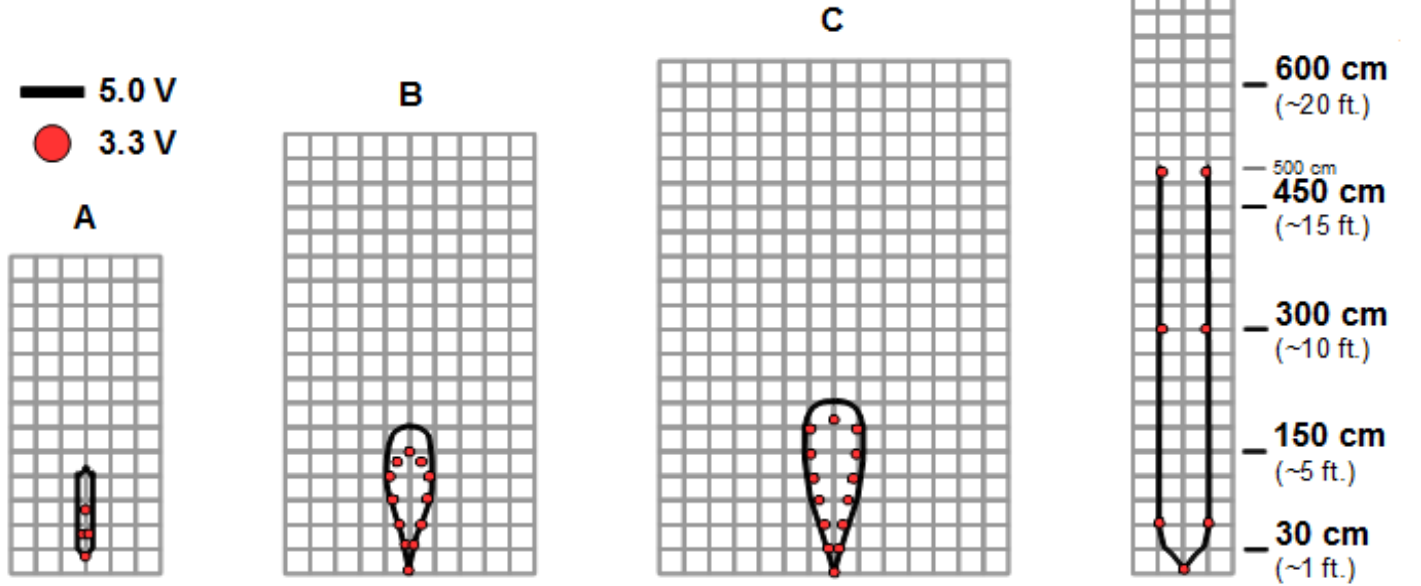 C
5.0 V
3.3 V
B
A
600 cm
(~20 ft.)
500 cm
450 cm
(~15 ft.)
300 cm
(~10 ft.)
150 cm
(~5 ft.)
30 cm
(~1 ft.)